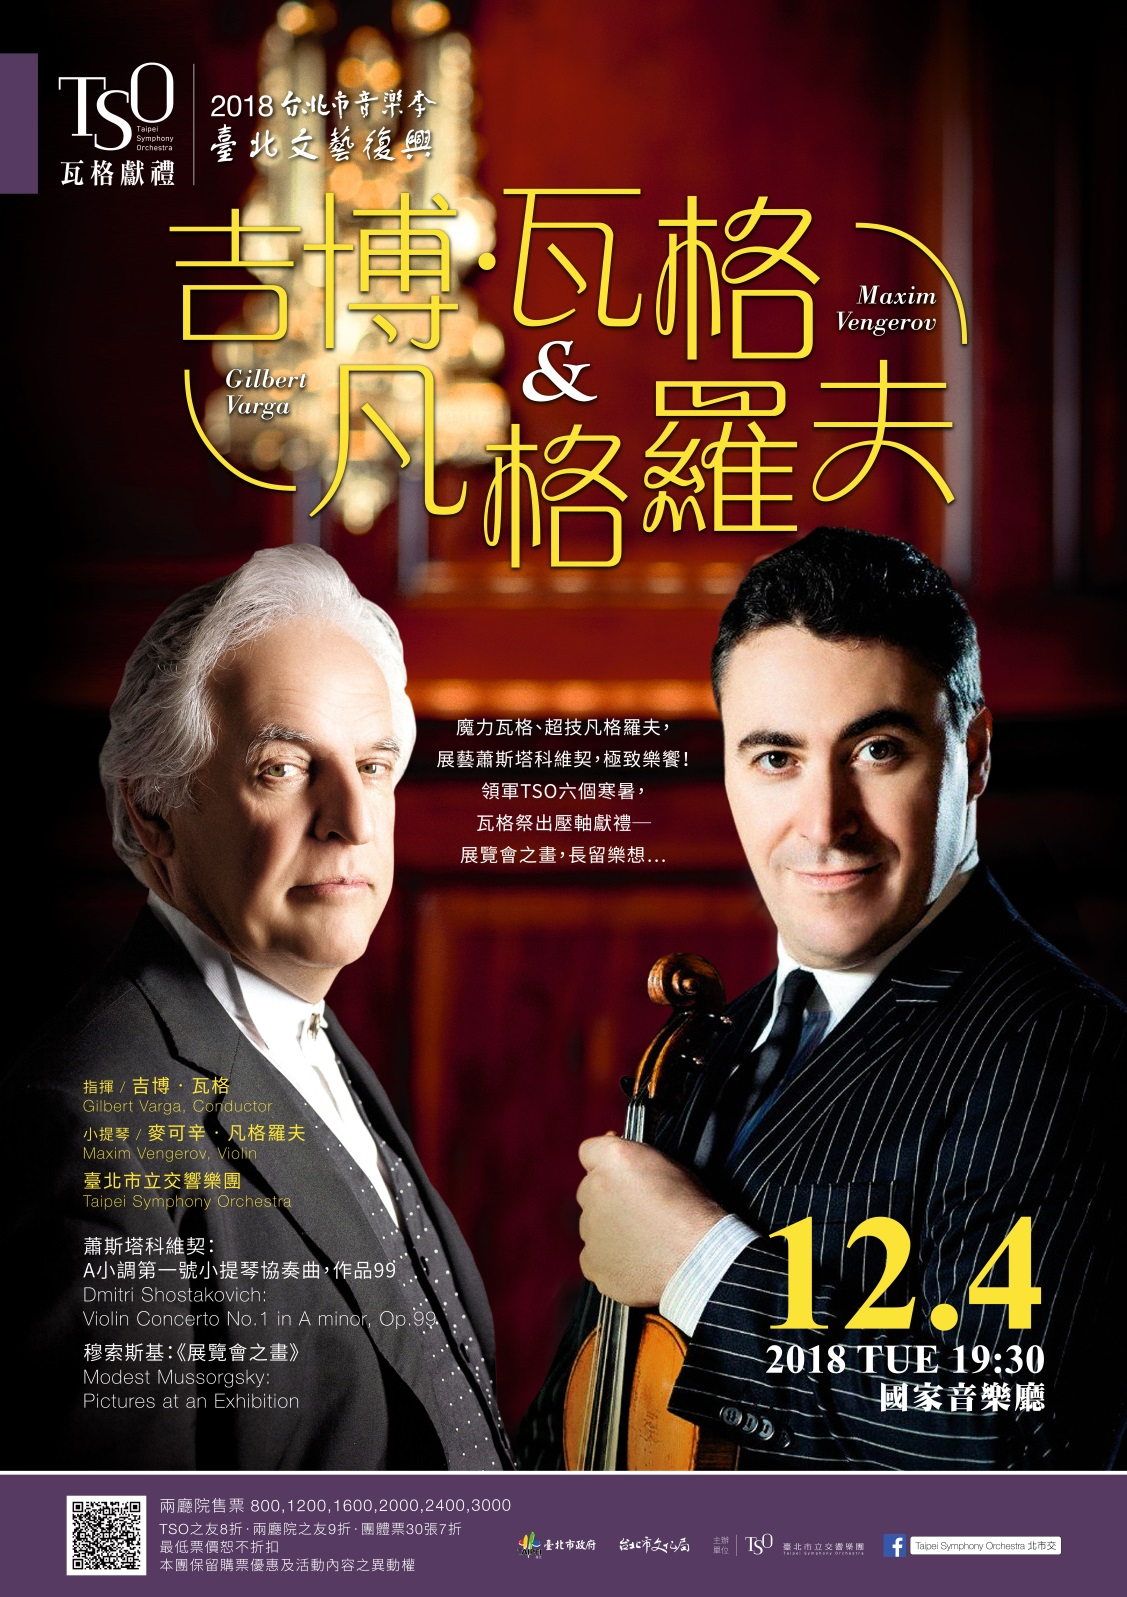 TSO
Taipei
Symphony
Orchestra
瓦格獻禮
2018 台北市音樂季
臺北文藝復興
吉博·瓦格
Gilbert
Varga
&
Maxim
Vengerov
凡格羅夫
魔力瓦格、超技凡格羅夫，
展藝蕭斯塔科維契，極致樂饗！
領軍TSO六個寒暑，
瓦格祭出壓軸獻禮—
展覽會之畫，長留樂想...
指揮 / 吉博．瓦格
Gilbert Varga, Conductor
小提琴 / 麥可辛．凡格羅夫
Maxim Vengerov, Violin
臺北市立交響樂團
Taipei Symphony Orchestra
蕭斯塔科維契：
A小調第一號小提琴協奏曲，作品99
Dmitri Shostakovich:
Violin Concerto No.1 in A minor, Op.99
穆索斯基：《展覽會之畫》
Modest Mussorgsky:
Pictures at an Exhibition
12.4
2018 TUE 19:30
國家音樂廳
兩廳院售票 800,1200,1600,2000,2400,3000
TSO之友8折·兩廳院之友9折·團體票30張7折
最低票價恕不折扣
本團保留購票優惠及活動內容之異動權
TAIPEI
臺北市政府
台北市文化局
主辦
單位
TSO
臺北市立交響樂團
Taipei Symphony Orchestra
Taipei Symphony Orchestra 北市交